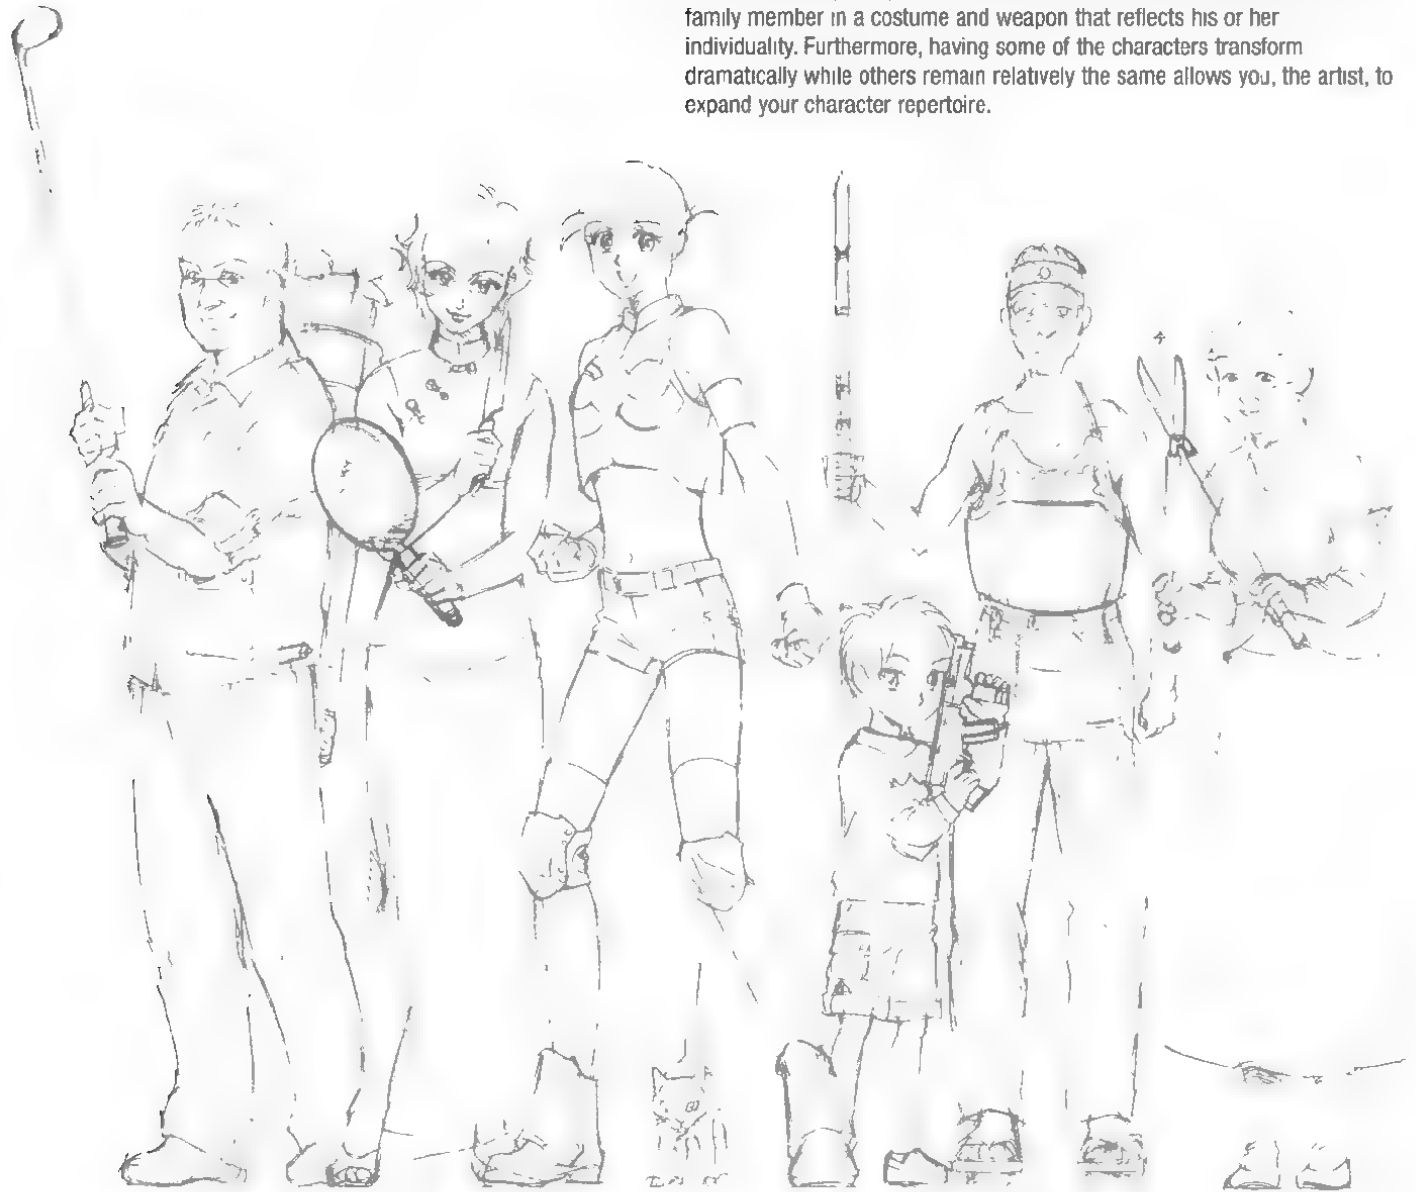 family member in a costume and weapon that reflects his or her
individuality. Furthermore, having some of the characters transform
dramatically while others remain relatively the same allows you, the artist, to
expand your character repertoire.